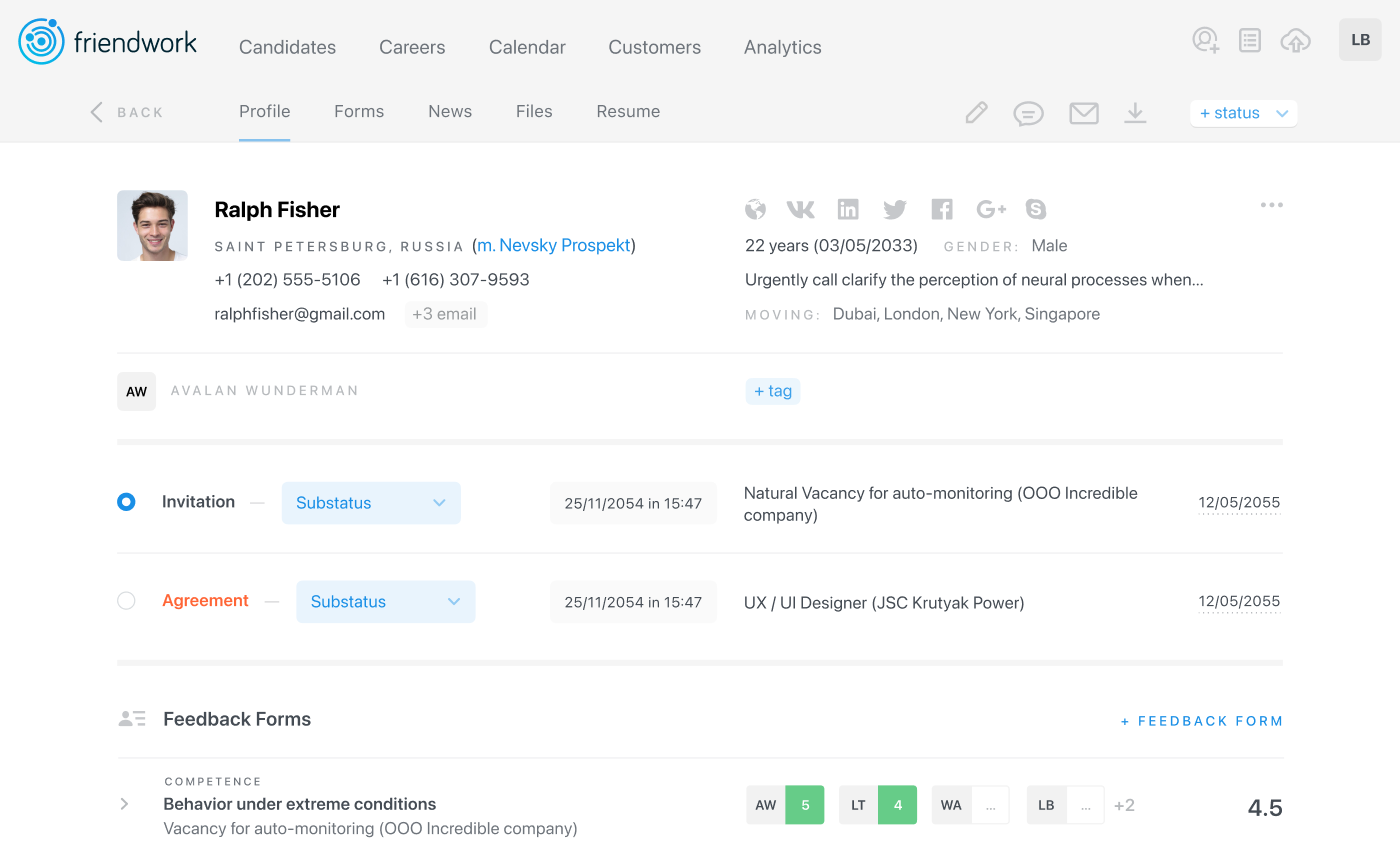 friendwork
Candidates Careers Calendar Customers Analytics
LB
BACK
Profile Forms News Files Resume
+ status
Ralph Fisher
SAINT PETERSBURG, RUSSIA (m. Nevsky Prospekt)
+1 (202) 555-5106 +1 (616) 307-9593
ralphfisher@gmail.com +3 email
22 years (03/05/2033) GENDER: Male
Urgently call clarify the perception of neural processes when...
MOVING: Dubai, London, New York, Singapore
AW AVALAN WUNDERMAN
+ tag
Invitation — Substatus 25/11/2054 in 15:47
Natural Vacancy for auto-monitoring (OOO Incredible
company)
12/05/2055
Agreement — Substatus 25/11/2054 in 15:47 UX / UI Designer (JSC Krutyak Power) 12/05/2055
Feedback Forms
+ FEEDBACK FORM
COMPETENCE
Behavior under extreme conditions
Vacancy for auto-monitoring (OOO Incredible company)
AW 5 LT 4 WA ... LB ... +2
4.5